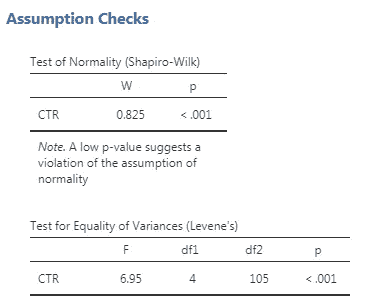 Assumption Checks
Test of Normality (Shapiro-Wilk)
W p
CTR 0.825 < .001
Note. A low p-value suggests a
violation of the assumption of
normality
Test for Equality of Variances (Levene's)
F df1 df2 p
CTR 6.95 4 105 < .001